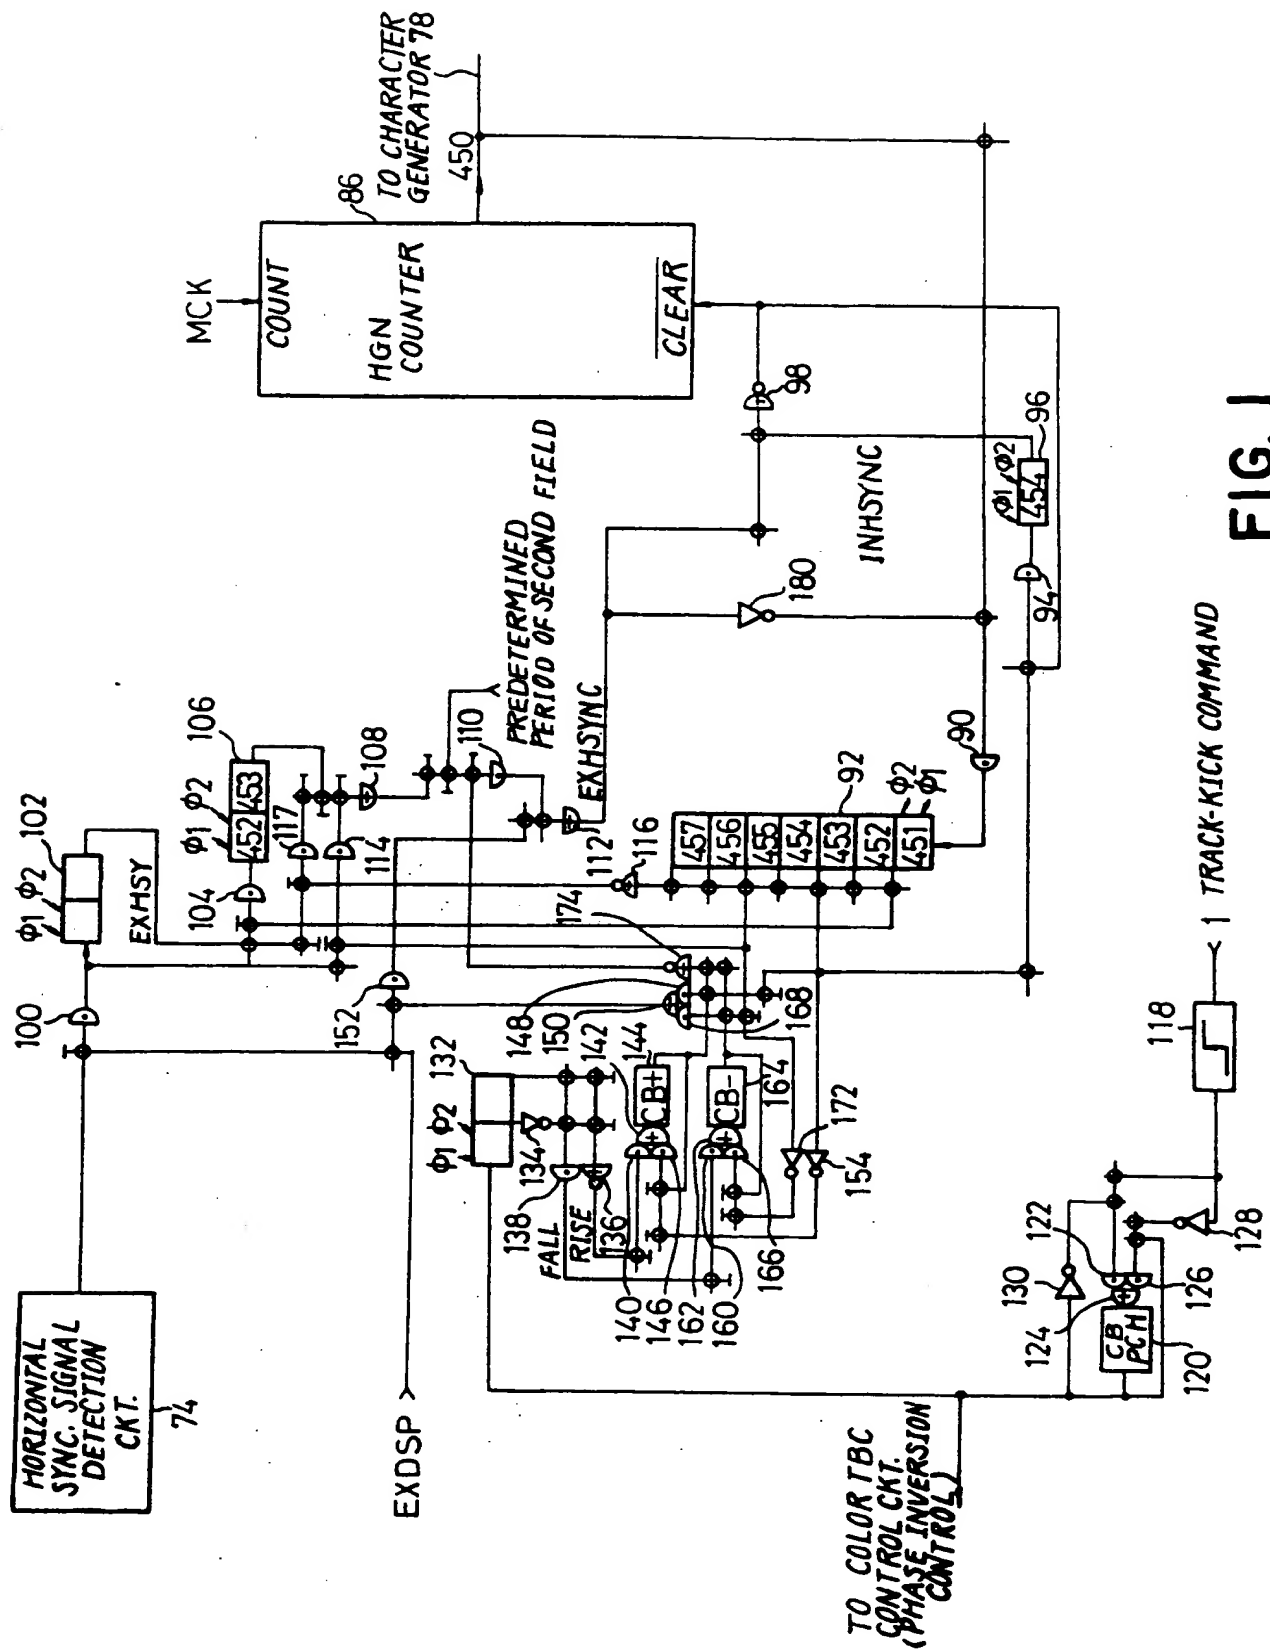 HORIZONTAL
SYNC. SIGNAL
DETECTION
CKT.
74
EXDSP
TO COLOR TBC
CONTROL CKT.
(PHASE INVERSION
CONTROL)
100
ϕ1 ϕ2
102
EXHSY
104
ϕ1 ϕ2
106
452 453
117
114
108
110
PREDETERMINED
PERIOD OF SECOND FIELD
112
EXHSYNC
116
152
ϕ1 ϕ2
132
134
138
136
FALL
RISE
150
148
142
144
174
168
CB+
CB-
164
140
146
162
160
166
172
154
457
456
455
454
453
452
451
92
ϕ2
ϕ1
90
MCK
COUNT
HGN
COUNTER
CLEAR
86
450
TO CHARACTER
GENERATOR 78
98
180
INHSYNC
ϕ1 ϕ2
454
96
94
1 TRACK-KICK COMMAND
118
128
130
122
124
126
CB
PCH
120
FIG. 1